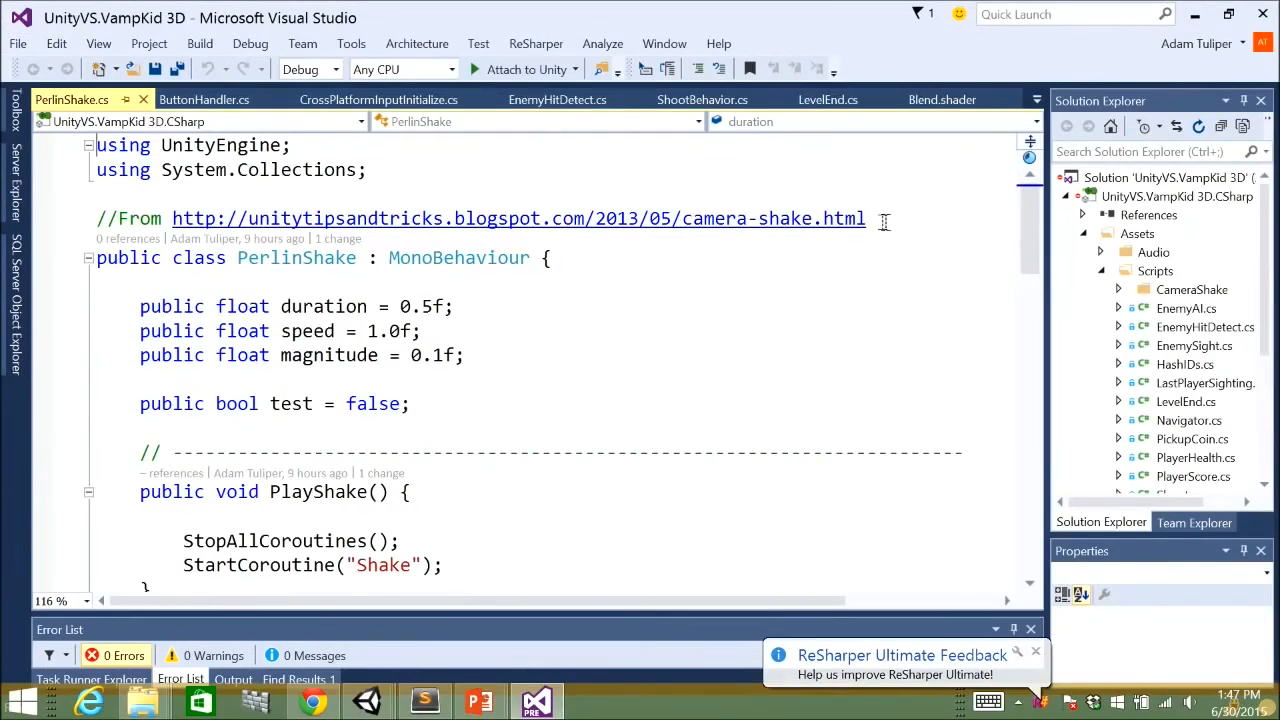 UnityVS.VampKid 3D - Microsoft Visual Studio
1
Quick Launch
File Edit View Project Build Debug Team Tools Architecture Test ReSharper Analyze Window Help
Adam Tuliper
AT
Debug
Any CPU
Attach to Unity
PerlinShake.cs
ButtonHandler.cs
CrossPlatformInputInitialize.cs
EnemyHitDetect.cs
ShootBehavior.cs
LevelEnd.cs
Blend.shader
UnityVS.VampKid 3D.CSharp
PerlinShake
duration
Toolbox
Server Explorer
SQL Server Object Explorer
using UnityEngine;
using System.Collections;
//From http://unitytipsandtricks.blogspot.com/2013/05/camera-shake.html
0 references | Adam Tuliper, 9 hours ago | 1 change
public class PerlinShake : MonoBehaviour {
public float duration = 0.5f;
public float speed = 1.0f;
public float magnitude = 0.1f;
public bool test = false;
// -------------------------------------------------------------------------
- references | Adam Tuliper, 9 hours ago | 1 change
public void PlayShake() {
StopAllCoroutines();
StartCoroutine("Shake");
}
116 %
Solution Explorer
Search Solution Explorer (Ctrl+;)
Solution 'UnityVS.VampKid 3D' (
UnityVS.VampKid 3D.CSharp
References
Assets
Audio
Scripts
CameraShake
EnemyAI.cs
EnemyHitDetect.cs
EnemySight.cs
HashIDs.cs
LastPlayerSighting.
LevelEnd.cs
Navigator.cs
PickupCoin.cs
PlayerHealth.cs
PlayerScore.cs
Solution Explorer
Team Explorer
Properties
Error List
0 Errors
0 Warnings
0 Messages
Task Runner Explorer
Error List
Output
Find Results 1
ReSharper Ultimate Feedback
Help us improve ReSharper Ultimate!
PRE
1:47 PM
6/30/2015